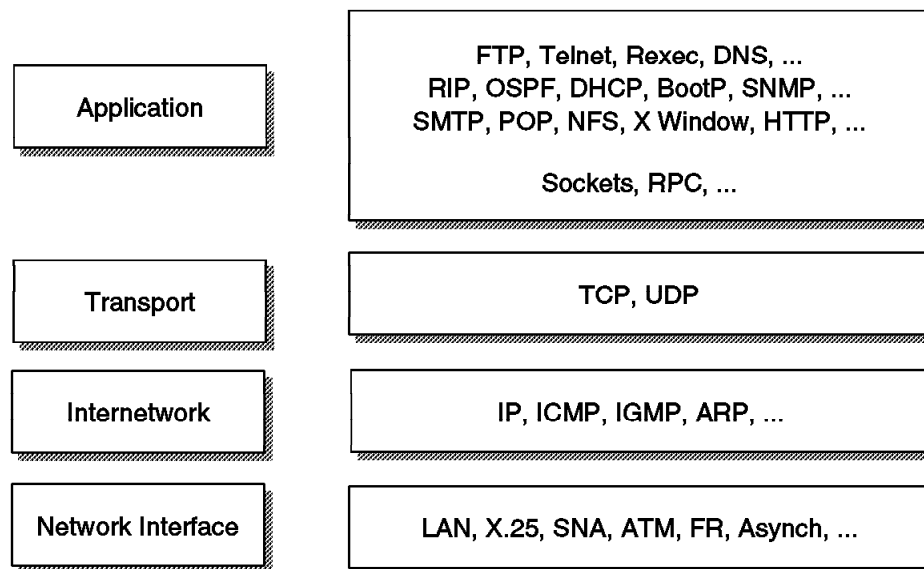 Application
FTP, Telnet, Rexec, DNS, ...
RIP, OSPF, DHCP, BootP, SNMP, ...
SMTP, POP, NFS, X Window, HTTP, ...
Sockets, RPC, ...
Transport
TCP, UDP
Internetwork
IP, ICMP, IGMP, ARP, ...
Network Interface
LAN, X.25, SNA, ATM, FR, Asynch, ...